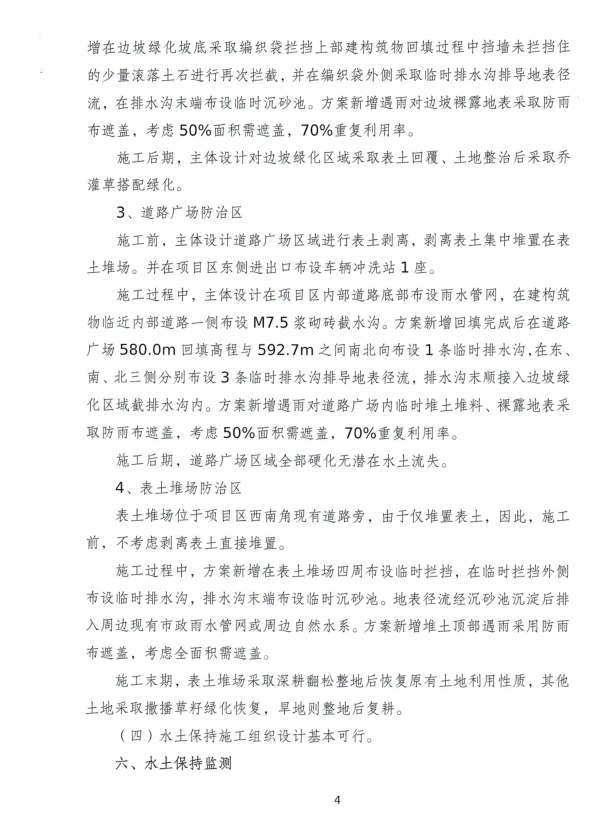 增在边坡绿化坡底采取编织袋拦挡上部建构筑物回填过程中挡墙未拦挡住
的少量滚落土石进行再次拦截，并在编织袋外侧采取临时排水沟排导地表径
流，在排水沟末端布设临时沉砂池。方案新增遇雨对边坡裸露地表采取防雨
布遮盖，考虑 50%面积需遮盖，70%重复利用率。
施工后期，主体设计对边坡绿化区域采取表土回覆、土地整治后采取乔
灌草搭配绿化。
3、道路广场防治区
施工前，主体设计道路广场区域进行表土剥离，剥离表土集中堆置在表
土堆场。并在项目区东侧进出口布设车辆冲洗站 1 座。
施工过程中，主体设计在项目区内部道路底部布设雨水管网，在建构筑
物临近内部道路一侧布设 M7.5 浆砌砖截水沟。方案新增回填完成后在道路
广场 580.0m 回填高程与 592.7m 之间南北向布设 1 条临时排水沟,在东、
南、北三侧分别布设 3 条临时排水沟排导地表径流，排水沟末顺接入边坡绿
化区域截排水沟内。方案新增遇雨对道路广场内临时堆土堆料、裸露地表采
取防雨布遮盖，考虑 50%面积需遮盖，70%重复利用率。
施工后期，道路广场区域全部硬化无潜在水土流失。
4、表土堆场防治区
表土堆场位于项目区西南角现有道路旁，由于仅堆置表土，因此，施工
前，不考虑剥离表土直接堆置。
施工过程中，方案新增在表土堆场四周布设临时拦挡，在临时拦挡外侧
布设临时排水沟，排水沟末端布设临时沉砂池。地表径流经沉砂池沉淀后排
入周边现有市政雨水管网或周边自然水系。方案新增堆土顶部遇雨采用防雨
布遮盖，考虑全面积需遮盖。
施工末期，表土堆场采取深耕翻松整地后恢复原有土地利用性质，其他
土地采取撒播草籽绿化恢复，旱地则整地后复耕。
（四）水土保持施工组织设计基本可行。
六、水土保持监测
4